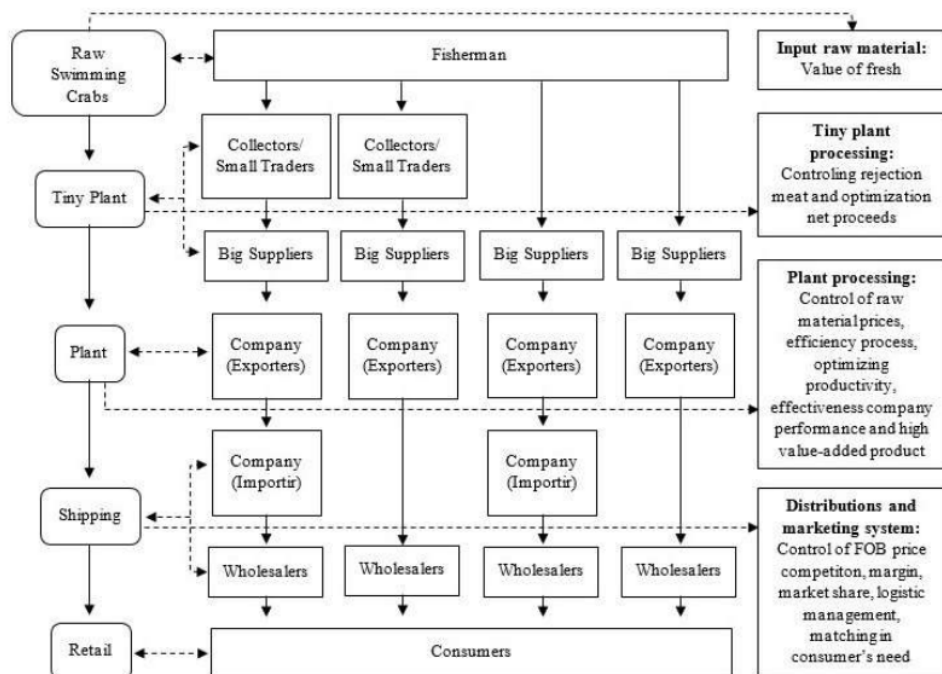 Raw
Swimming
Crabs
Fisherman
Input raw material:
Value of fresh
Collectors/
Small Traders
Collectors/
Small Traders
Tiny plant
processing:
Controling rejection
meat and optimization
net proceeds
Tiny Plant
Big Suppliers
Big Suppliers
Big Suppliers
Big Suppliers
Plant processing:
Control of raw
material prices,
efficiency process,
optimizing
productivity,
effectiveness company
performance and high
value-added product
Plant
Company
(Exporters)
Company
(Exporters)
Company
(Exporters)
Company
(Exporters)
Company
(Importir)
Company
(Importir)
Shipping
Distributions and
marketing system:
Control of FOB price
competiton, margin,
market share, logistic
management,
matching in
consumer's need
Wholesalers
Wholesalers
Wholesalers
Wholesalers
Retail
Consumers